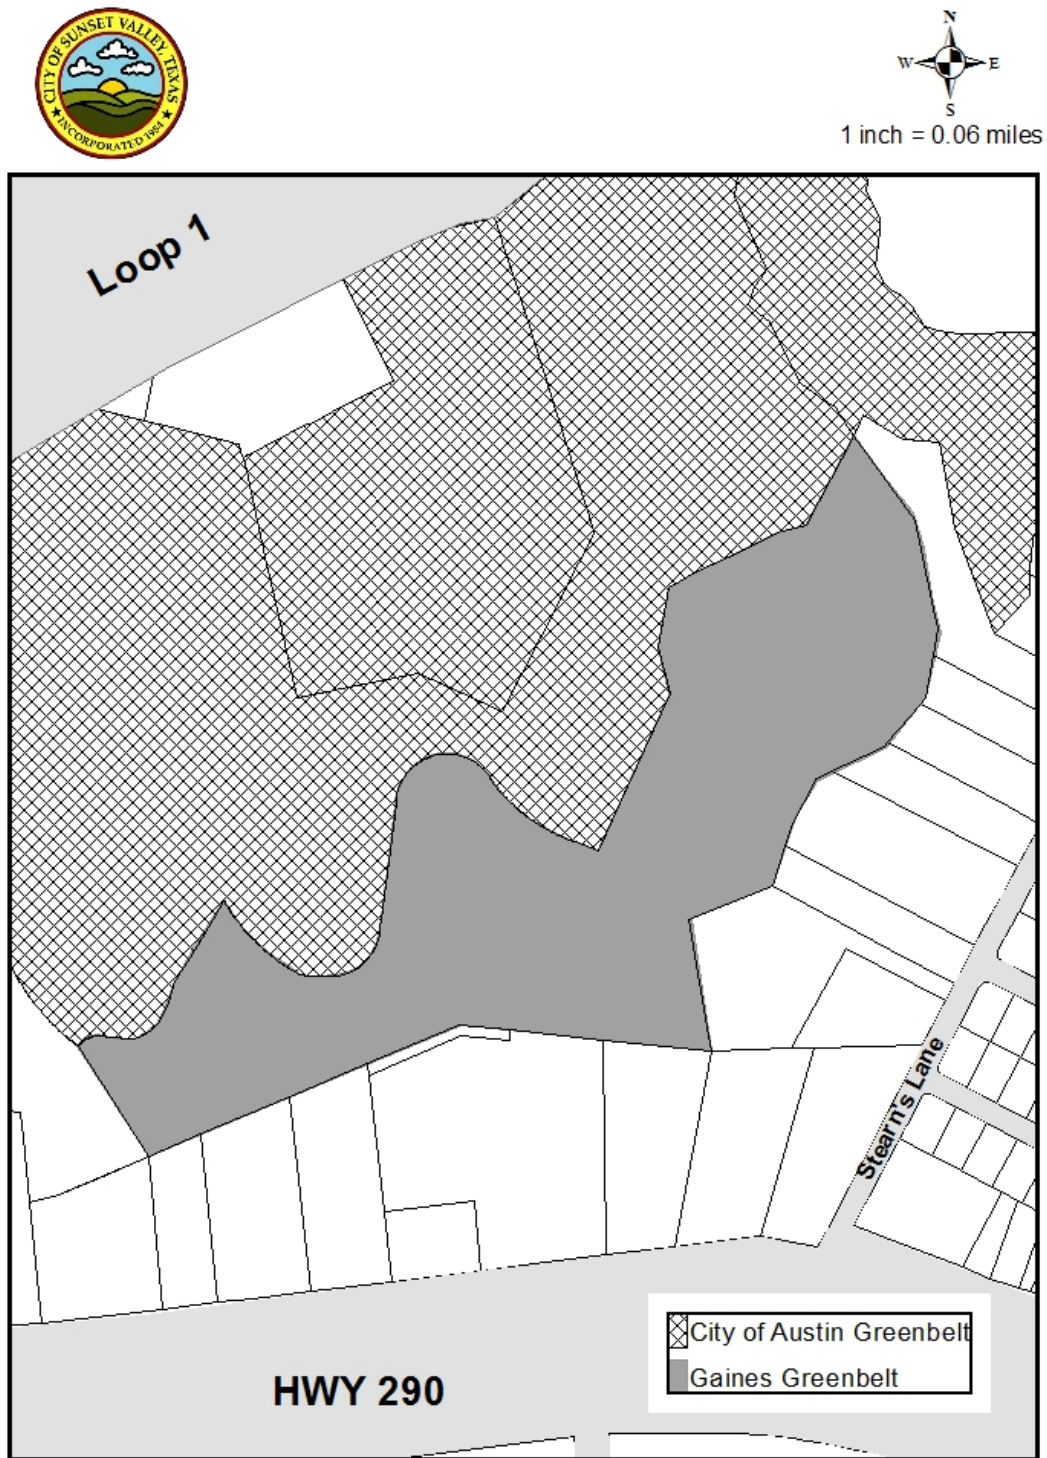 CITY OF SUNSET VALLEY, TEXAS
INCORPORATED 1954
N
W E
S
1 inch = 0.06 miles
Loop 1
Stearn's Lane
City of Austin Greenbelt
Gaines Greenbelt
HWY 290